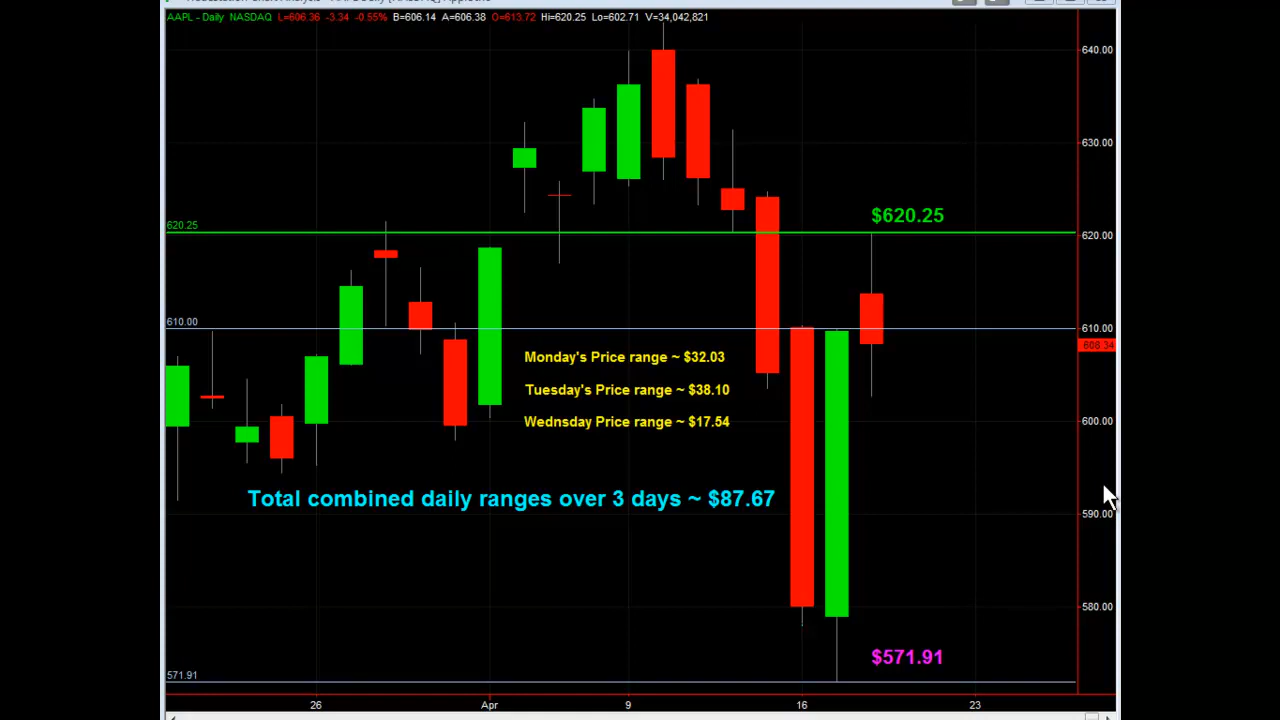 AAPL - Daily NASDAQ L=606.36 -3.34 -0.55% B=606.14 A=606.38 O=613.72 Hi=620.25 Lo=602.71 V=34,042,821
640.00
630.00
$620.25
620.25
620.00
610.00
610.00
608.34
Monday's Price range ~ $32.03
Tuesday's Price range ~ $38.10
Wednsday Price range ~ $17.54
600.00
Total combined daily ranges over 3 days ~ $87.67
590.00
580.00
$571.91
571.91
26 Apr 9 16 23